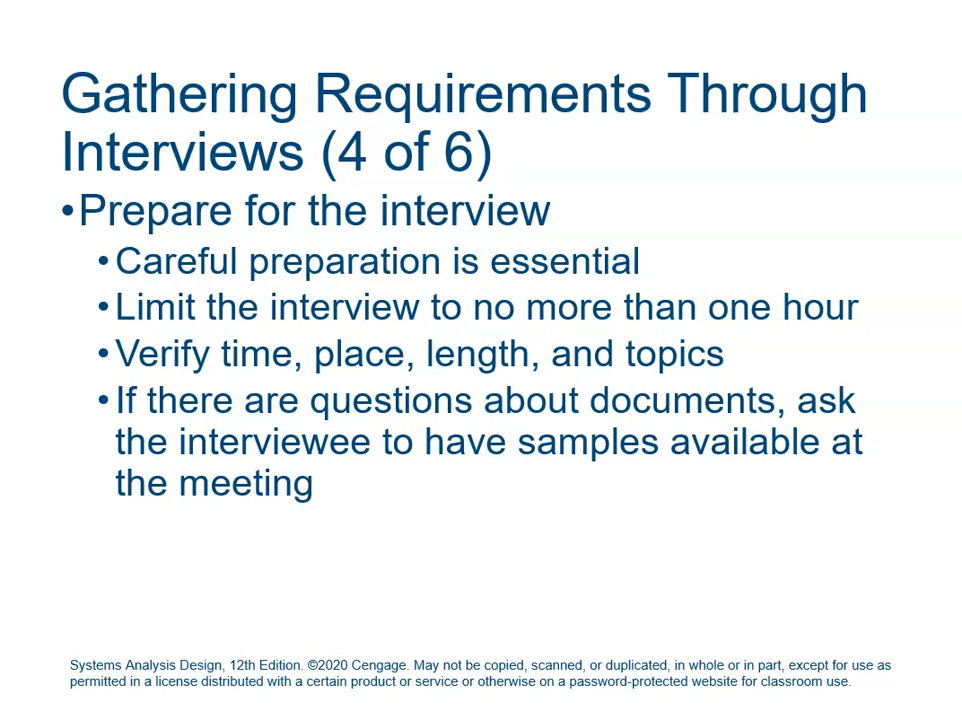 Gathering Requirements Through
Interviews (4 of 6)
•Prepare for the interview
•Careful preparation is essential
•Limit the interview to no more than one hour
•Verify time, place, length, and topics
•If there are questions about documents, ask
the interviewee to have samples available at
the meeting
Systems Analysis Design, 12th Edition. ©2020 Cengage. May not be copied, scanned, or duplicated, in whole or in part, except for use as
permitted in a license distributed with a certain product or service or otherwise on a password-protected website for classroom use.